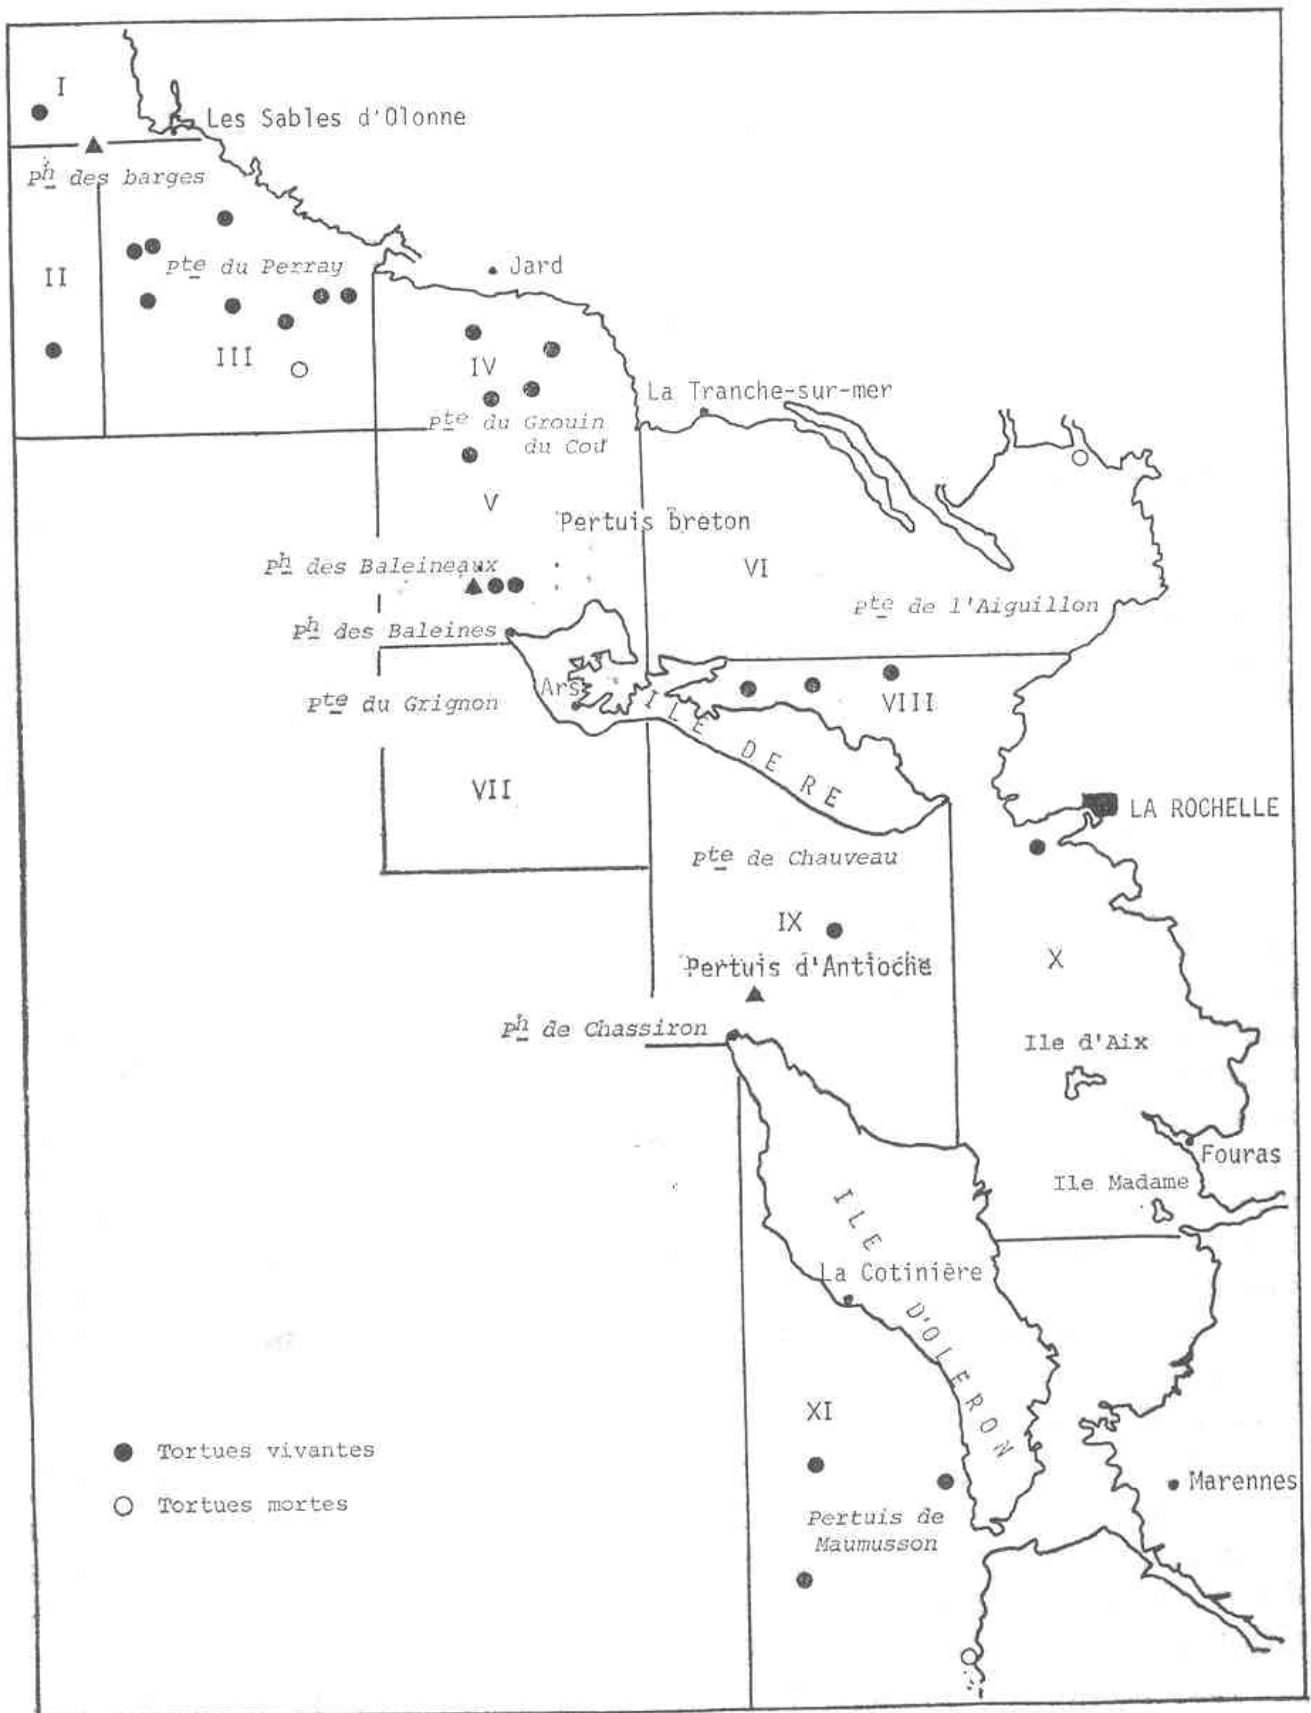 I
Les Sables d'Olonne
Ph des barges
II
Pte du Perray
Jard
III
IV
La Tranche-sur-mer
Pte du Grouin
du Cou
V
Pertuis breton
Ph des Baleineaux
VI
Pte de l'Aiguillon
Ph des Baleines
Ars
Pte du Grignon
VIII
ILE DE RE
VII
LA ROCHELLE
Pte de Chauveau
IX
X
Pertuis d'Antioche
Ph de Chassiron
Ile d'Aix
Fouras
Ile Madame
ILE D'OLERON
La Cotinière
XI
Tortues vivantes
Marennes
Tortues mortes
Pertuis de
Maumusson